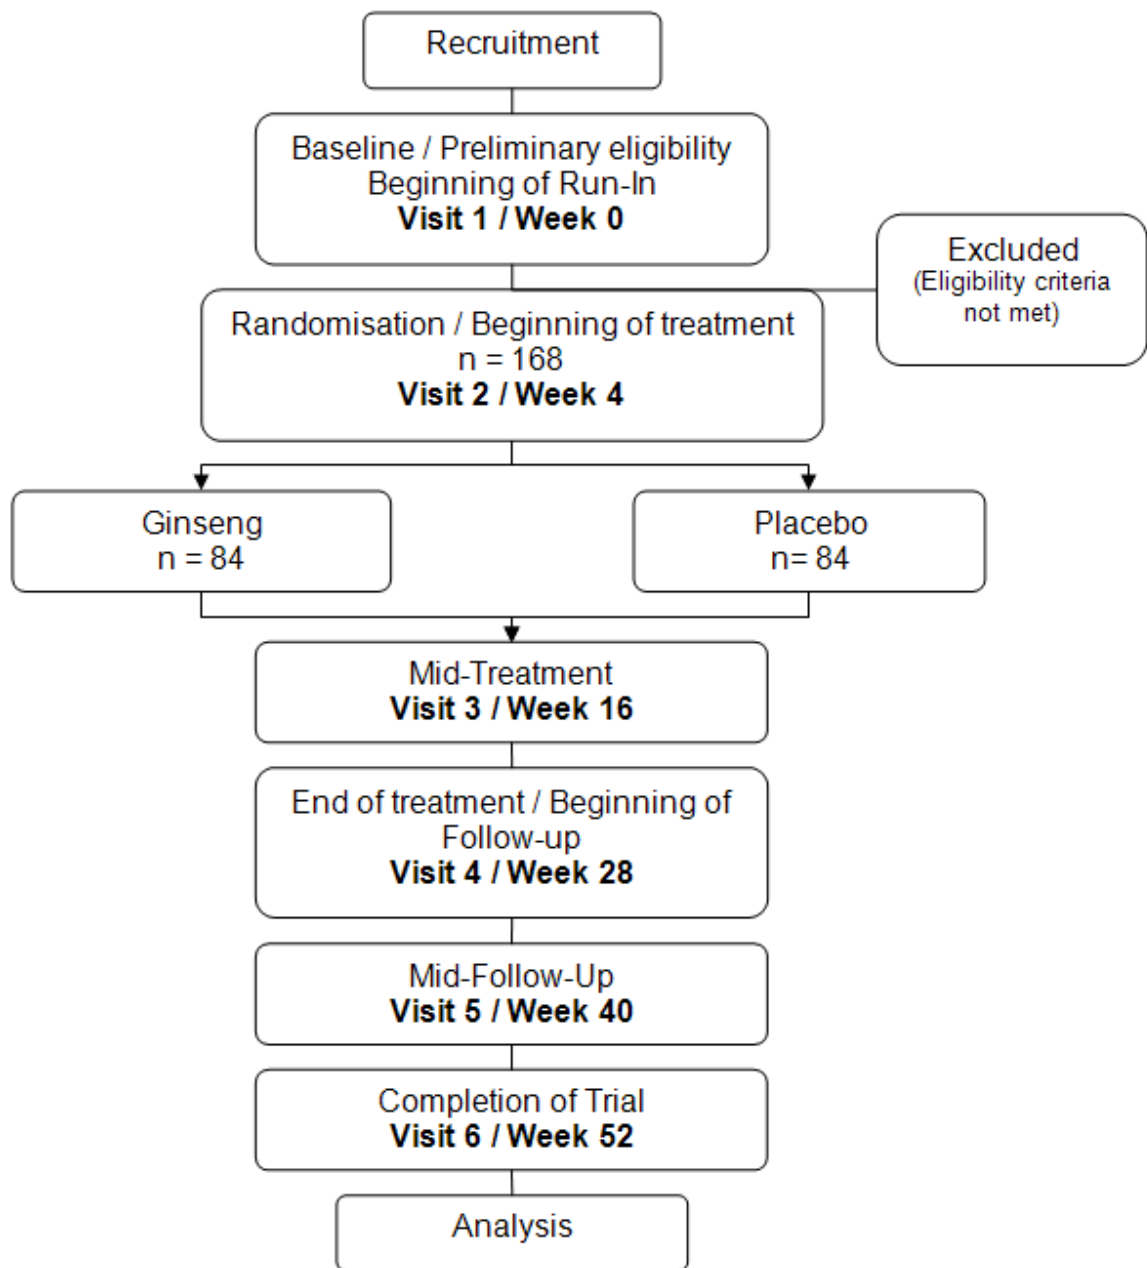 Recruitment
Baseline / Preliminary eligibility
Beginning of Run-In
Visit 1 / Week 0
Excluded
(Eligibility criteria
not met)
Randomisation / Beginning of treatment
n = 168
Visit 2 / Week 4
Ginseng
n = 84
Placebo
n= 84
Mid-Treatment
Visit 3 / Week 16
End of treatment / Beginning of
Follow-up
Visit 4 / Week 28
Mid-Follow-Up
Visit 5 / Week 40
Completion of Trial
Visit 6 / Week 52
Analysis